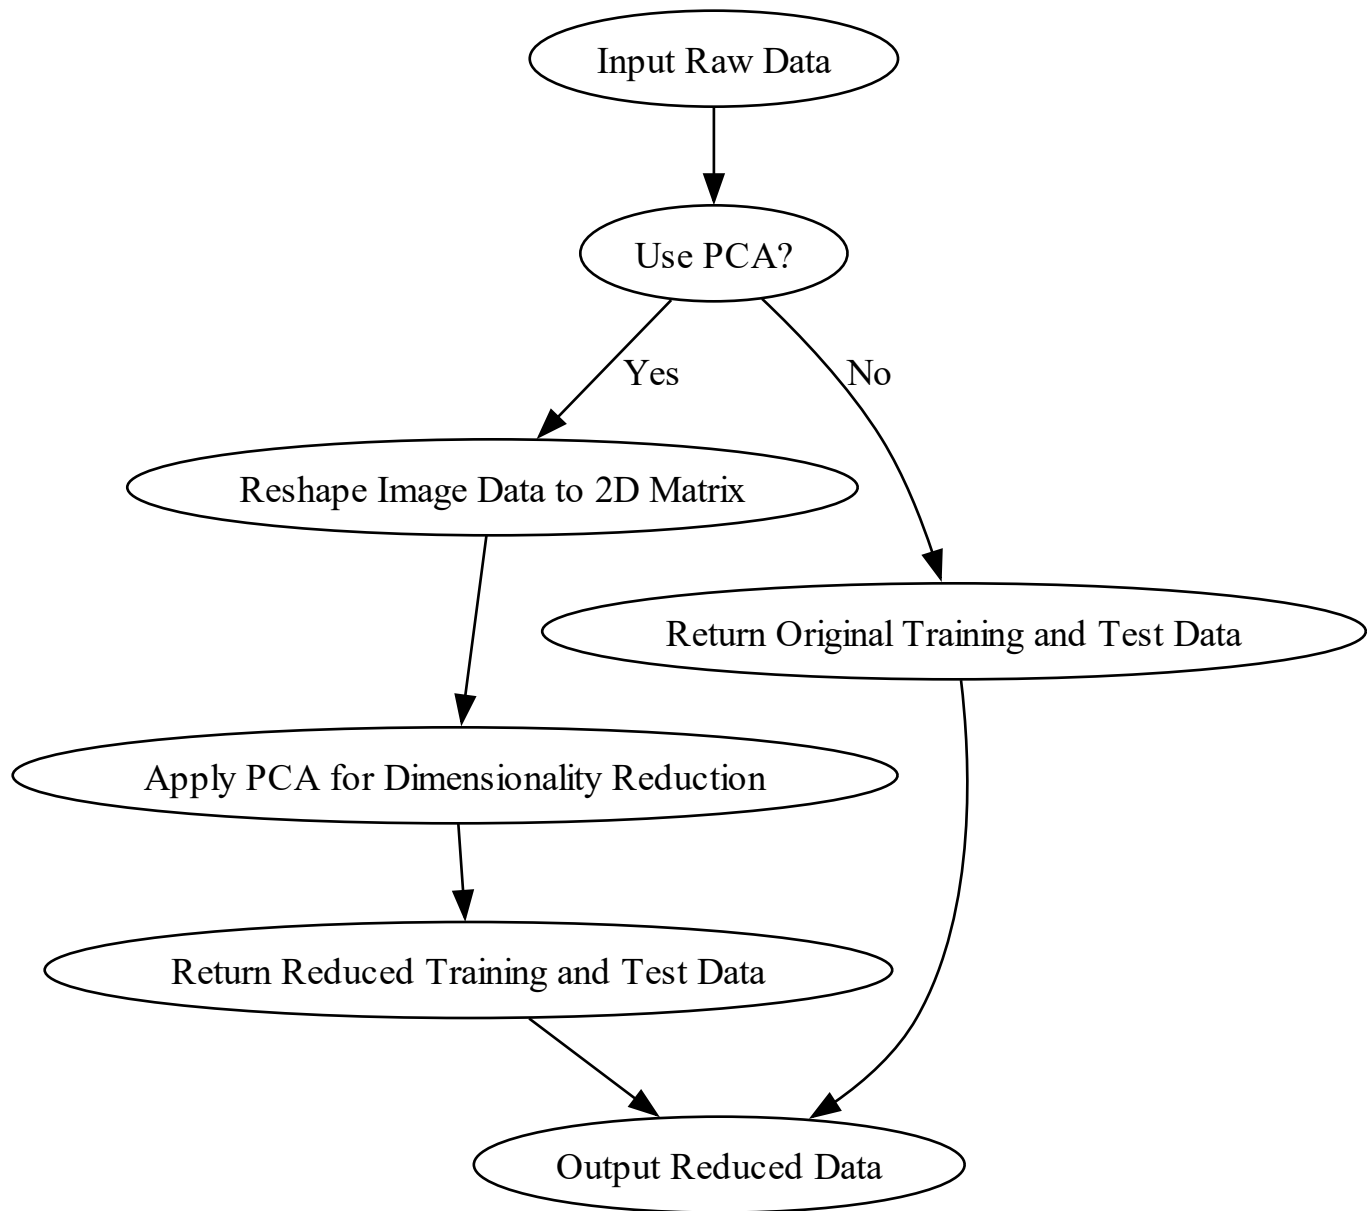 Input Raw Data
Use PCA?
Yes
No
Reshape Image Data to 2D Matrix
Return Original Training and Test Data
Apply PCA for Dimensionality Reduction
Return Reduced Training and Test Data
Output Reduced Data